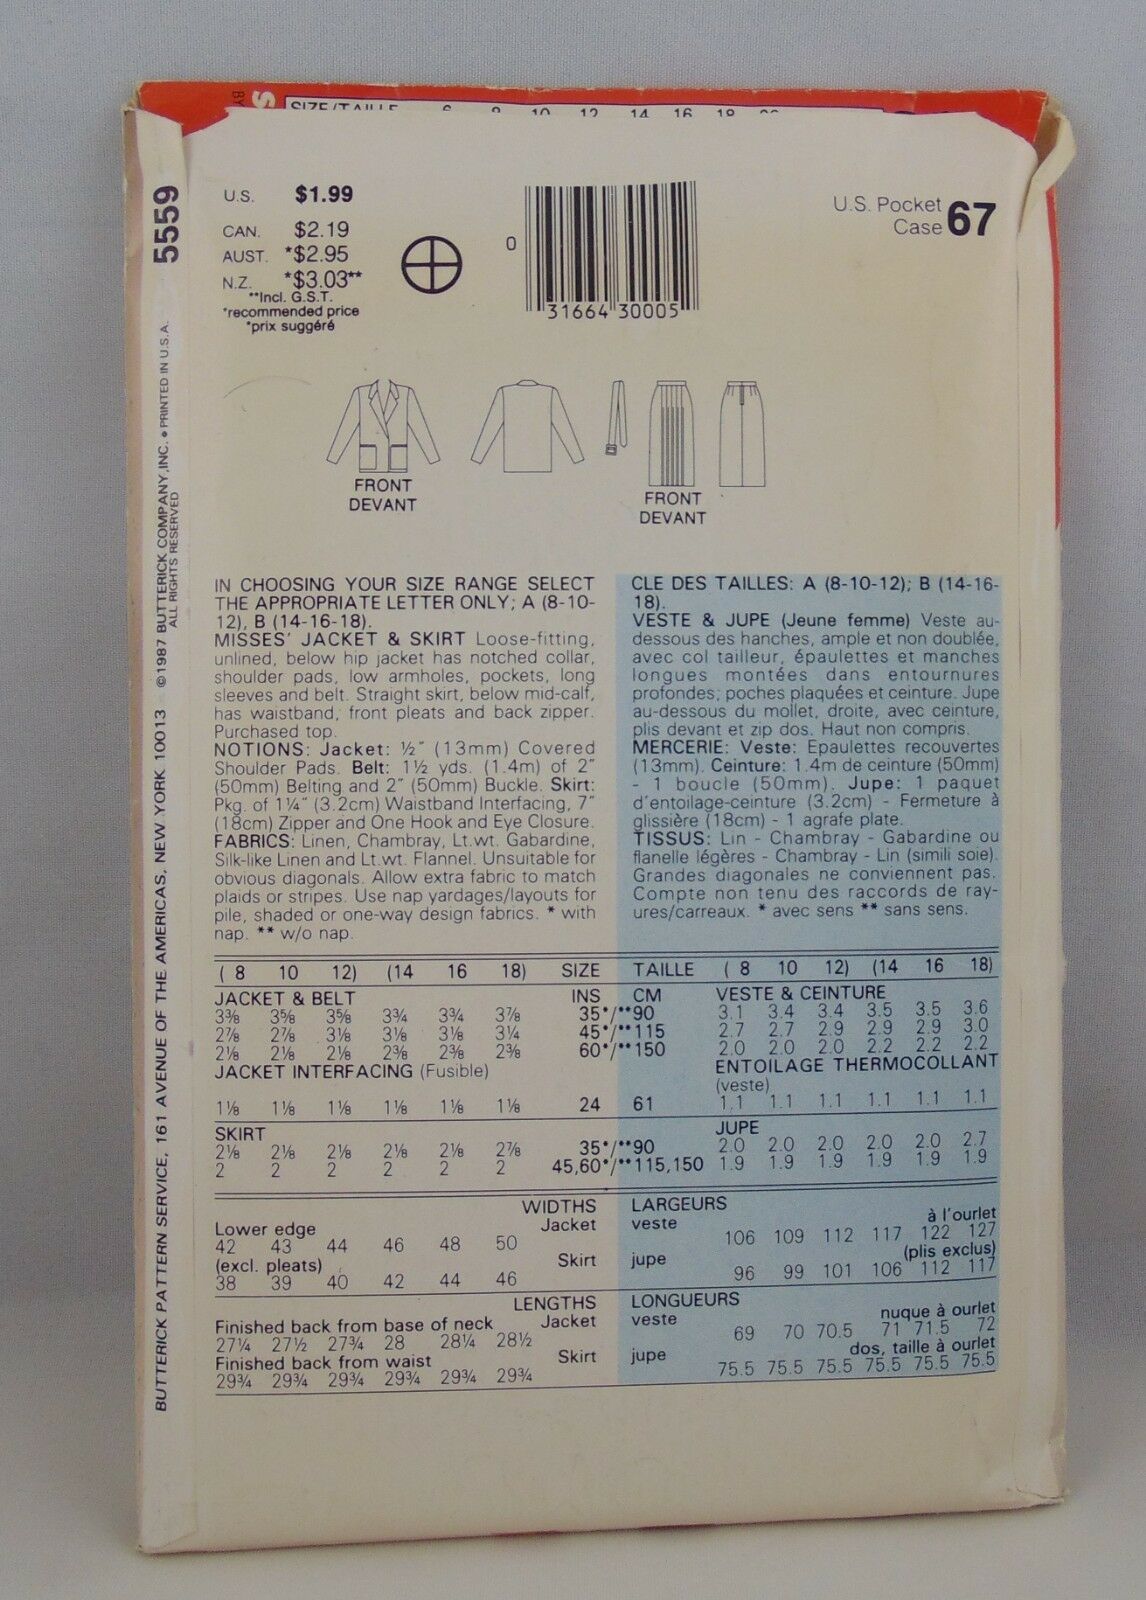 SIZE/TAILLE 6 8 10 12 14 16 18 20
BY
S
5559
©1987 BUTTERICK COMPANY, INC. • PRINTED IN U.S.A.
ALL RIGHTS RESERVED
BUTTERICK PATTERN SERVICE, 161 AVENUE OF THE AMERICAS, NEW YORK, NEW YORK 10013
U.S. $1.99
CAN. $2.19
AUST. *$2.95
N.Z. *$3.03**
**Incl. G.S.T.
*recommended price
*prix suggéré
0 31664 30005
U.S. Pocket
Case 67
FRONT
DEVANT
FRONT
DEVANT
IN CHOOSING YOUR SIZE RANGE SELECT
THE APPROPRIATE LETTER ONLY; A (8-10-
12), B (14-16-18).
MISSES' JACKET & SKIRT Loose-fitting,
unlined, below hip jacket has notched collar,
shoulder pads, low armholes, pockets, long
sleeves and belt. Straight skirt, below mid-calf,
has waistband, front pleats and back zipper.
Purchased top.
NOTIONS: Jacket: ½" (13mm) Covered
Shoulder Pads. Belt: 1½ yds. (1.4m) of 2"
(50mm) Belting and 2" (50mm) Buckle. Skirt:
Pkg. of 1¼" (3.2cm) Waistband Interfacing, 7"
(18cm) Zipper and One Hook and Eye Closure.
FABRICS: Linen, Chambray, Lt.wt. Gabardine,
Silk-like Linen and Lt.wt. Flannel. Unsuitable for
obvious diagonals. Allow extra fabric to match
plaids or stripes. Use nap yardages/layouts for
pile, shaded or one-way design fabrics. * with
nap. ** w/o nap.
CLE DES TAILLES: A (8-10-12); B (14-16-
18).
VESTE & JUPE (Jeune femme) Veste au-
dessous des hanches, ample et non doublée,
avec col tailleur, épaulettes et manches
longues montées dans entournures
profondes; poches plaquées et ceinture. Jupe
au-dessous du mollet, droite, avec ceinture,
plis devant et zip dos. Haut non compris.
MERCERIE: Veste: Epaulettes recouvertes
(13mm). Ceinture: 1.4m de ceinture (50mm)
- 1 boucle (50mm). Jupe: 1 paquet
d'entoilage-ceinture (3.2cm) - Fermeture à
glissière (18cm) - 1 agrafe plate.
TISSUS: Lin - Chambray - Gabardine ou
flanelle légères - Chambray - Lin (simili soie).
Grandes diagonales ne conviennent pas.
Compte non tenu des raccords de ray-
ures/carreaux. * avec sens ** sans sens.
( 8 10 12) (14 16 18) SIZE TAILLE ( 8 10 12) (14 16 18)
JACKET & BELT INS CM VESTE & CEINTURE
3⅜ 3⅝ 3⅝ 3¾ 3¾ 3⅞ 35*/**90 3.1 3.4 3.4 3.5 3.5 3.6
2⅞ 2⅞ 3⅛ 3⅛ 3⅛ 3¼ 45*/**115 2.7 2.7 2.9 2.9 2.9 3.0
2⅛ 2⅛ 2⅛ 2⅜ 2⅜ 2⅜ 60*/**150 2.0 2.0 2.0 2.2 2.2 2.2
JACKET INTERFACING (Fusible) ENTOILAGE THERMOCOLLANT
(veste)
1⅛ 1⅛ 1⅛ 1⅛ 1⅛ 1⅛ 24 61 1.1 1.1 1.1 1.1 1.1 1.1
SKIRT JUPE
2⅛ 2⅛ 2⅛ 2⅛ 2⅛ 2⅞ 35*/**90 2.0 2.0 2.0 2.0 2.0 2.7
2 2 2 2 2 2 45,60*/**115,150 1.9 1.9 1.9 1.9 1.9 1.9
WIDTHS LARGEURS
Lower edge Jacket veste à l'ourlet
42 43 44 46 48 50 106 109 112 117 122 127
(excl. pleats) Skirt jupe (plis exclus)
38 39 40 42 44 46 96 99 101 106 112 117
LENGTHS LONGUEURS
Finished back from base of neck Jacket veste nuque à ourlet
27¼ 27½ 27¾ 28 28¼ 28½ 69 70 70.5 71 71.5 72
Finished back from waist Skirt jupe dos, taille à ourlet
29¾ 29¾ 29¾ 29¾ 29¾ 29¾ 75.5 75.5 75.5 75.5 75.5 75.5